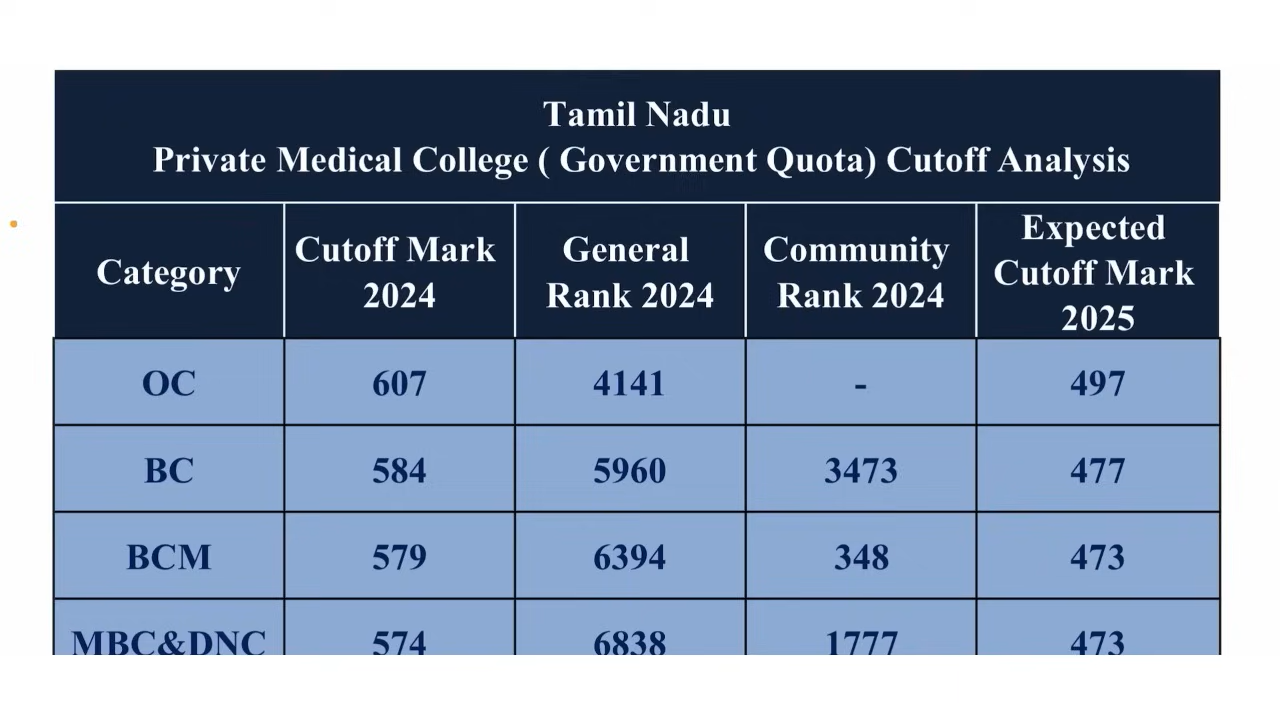 Tamil Nadu
Private Medical College ( Government Quota) Cutoff Analysis
Category Cutoff Mark 2024 General Rank 2024 Community Rank 2024 Expected Cutoff Mark 2025
OC 607 4141 - 497
BC 584 5960 3473 477
BCM 579 6394 348 473
MBC&DNC 574 6838 1777 473